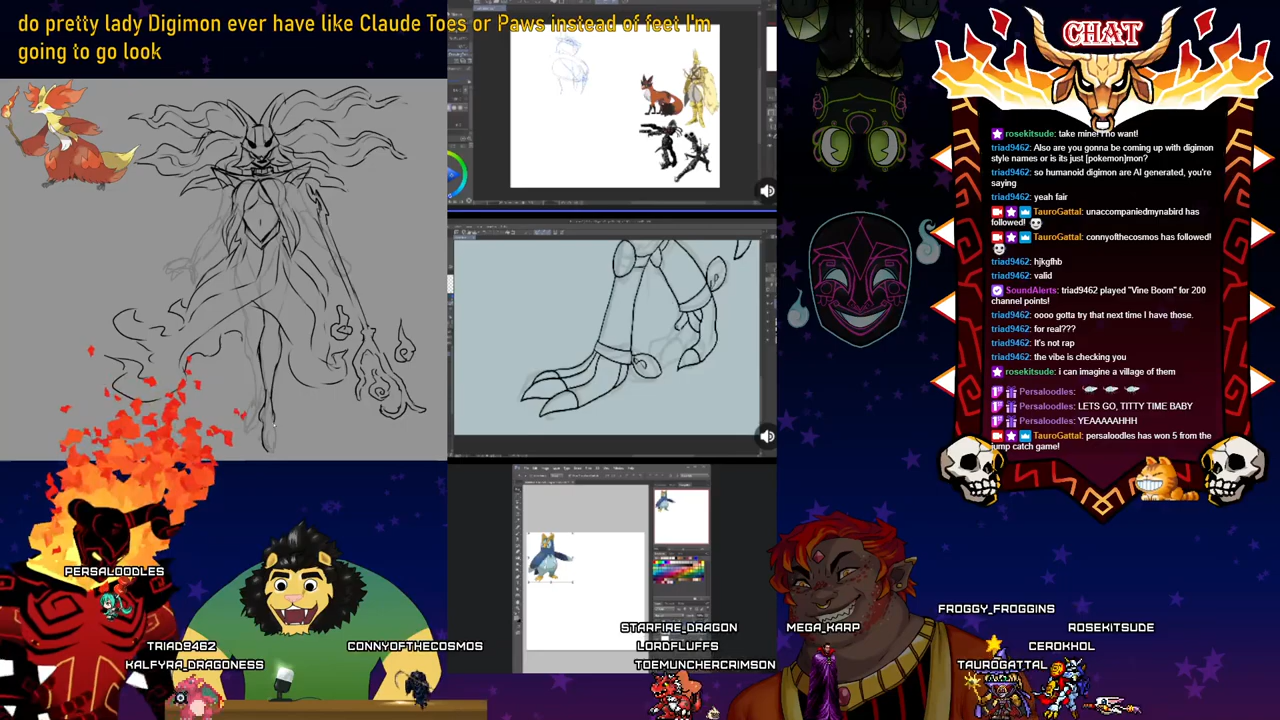 do pretty lady Digimon ever have like Claude Toes or Paws instead of feet I'm
going to go look
CHAT
rosekitsude: take mine! I no want!
triad9462: Also are you gonna be coming up with digimon
style names or is its just [pokemon]mon?
triad9462: so humanoid digimon are AI generated, you're
saying
triad9462: yeah fair
TauroGattal: unaccompaniedmynabird has
followed!
TauroGattal: connyofthecosmos has followed!
triad9462: hjkgfhb
triad9462: valid
SoundAlerts: triad9462 played "Vine Boom" for 200
channel points!
triad9462: oooo gotta try that next time I have those.
triad9462: for real???
triad9462: It's not rap
triad9462: the vibe is checking you
rosekitsude: i can imagine a village of them
Persaloodles:
Persaloodles: LETS GO, TITTY TIME BABY
Persaloodles: YEAAAAAHHH
TauroGattal: persaloodles has won 5 from the
jump catch game!
PERSALOODLES
TRIAD9462
KALFYRA_DRAGONESS
CONNYOFTHECOSMOS
STARFIRE_DRAGON
LORDFLUFFS
TOEMUNCHERCRIMSON
MEGA_KARP
FROGGY_FROGGINS
ROSEKITSUDE
CEROKHOL
TAUROGATTAL